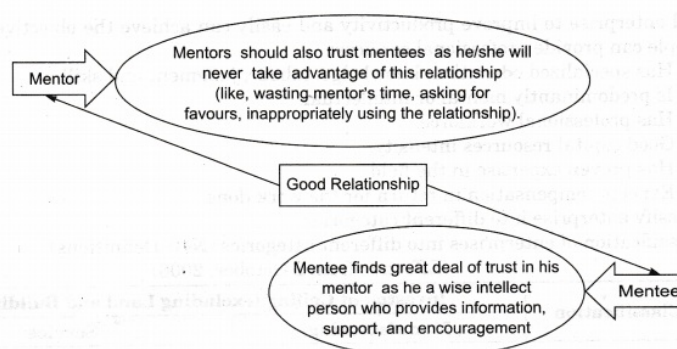 Mentors should also trust mentees that he/she will
never take advantage of this relationship
(like, wasting mentor's time, asking for
favours, inappropriately using the relationship).
Mentor
Good Relationship
Mentee finds great deal of trust in his
mentor as he a wise intellect
person who provides information,
support, and encouragement
Mentee